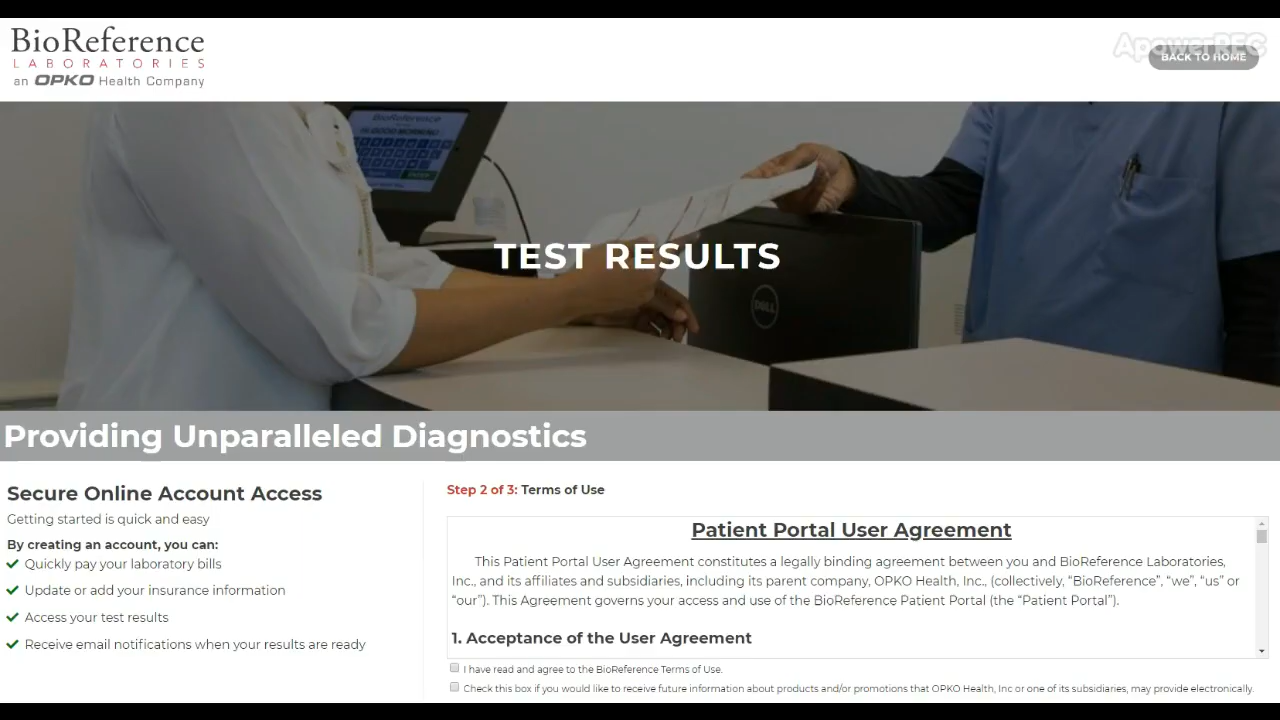 BioReference
LABORATORIES
an OPKO Health Company
ApowerREC
BACK TO HOME
BioReference
GOOD MORNING!
TEST RESULTS
DELL
Providing Unparalleled Diagnostics
Secure Online Account Access
Getting started is quick and easy
By creating an account, you can:
Quickly pay your laboratory bills
Update or add your insurance information
Access your test results
Receive email notifications when your results are ready
Step 2 of 3: Terms of Use
Patient Portal User Agreement
This Patient Portal User Agreement constitutes a legally binding agreement between you and BioReference Laboratories,
Inc., and its affiliates and subsidiaries, including its parent company, OPKO Health, Inc., (collectively, “BioReference”, “we”, “us” or
“our”). This Agreement governs your access and use of the BioReference Patient Portal (the “Patient Portal”).
1. Acceptance of the User Agreement
I have read and agree to the BioReference Terms of Use.
Check this box if you would like to receive future information about products and/or promotions that OPKO Health, Inc or one of its subsidiaries, may provide electronically.